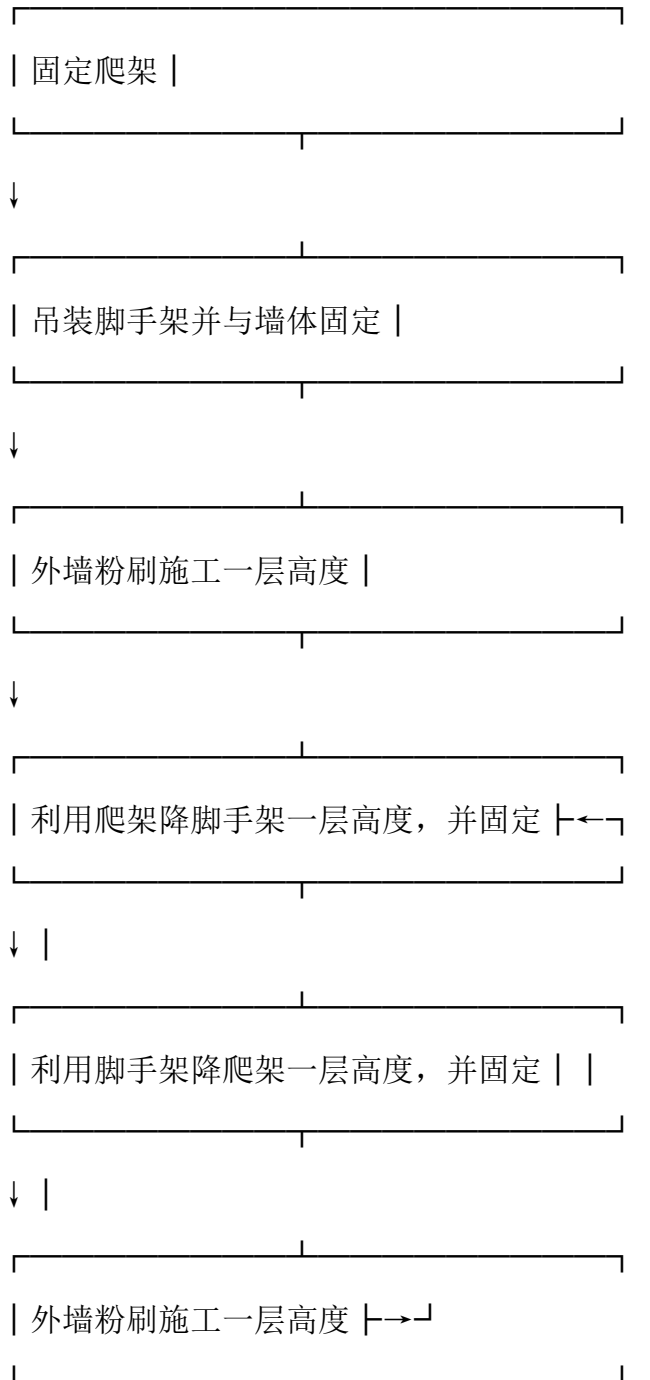 ┌──────────────────┐
│固定爬架│
└────────┬─────────┘
↓
┌────────┴─────────┐
│吊装脚手架并与墙体固定│
└────────┬─────────┘
↓
┌────────┴─────────┐
│外墙粉刷施工一层高度│
└────────┬─────────┘
↓
┌────────┴─────────┐
│利用爬架降脚手架一层高度，并固定├←┐
└────────┬─────────┘
↓ │
┌────────┴─────────┐
│利用脚手架降爬架一层高度，并固定│ │
└────────┬─────────┘
↓ │
┌────────┴─────────┐
│外墙粉刷施工一层高度├→┘
└──────────────────┘